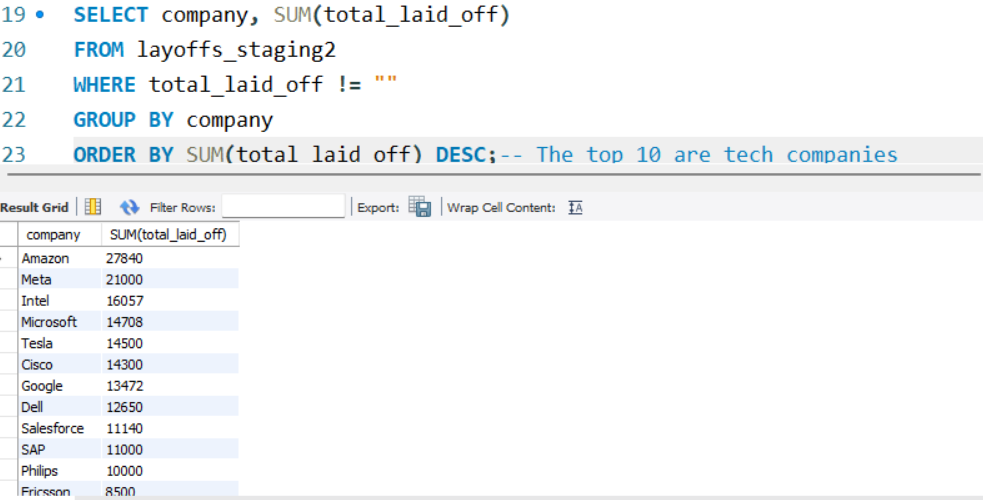 19 SELECT company, SUM(total_laid_off)
20 FROM layoffs_staging2
21 WHERE total_laid_off != ""
22 GROUP BY company
23 ORDER BY SUM(total_laid_off) DESC;-- The top 10 are tech companies
Result Grid Filter Rows: Export: Wrap Cell Content: IA
company SUM(total_laid_off)
Amazon 27840
Meta 21000
Intel 16057
Microsoft 14708
Tesla 14500
Cisco 14300
Google 13472
Dell 12650
Salesforce 11140
SAP 11000
Philips 10000
Ericsson 8500